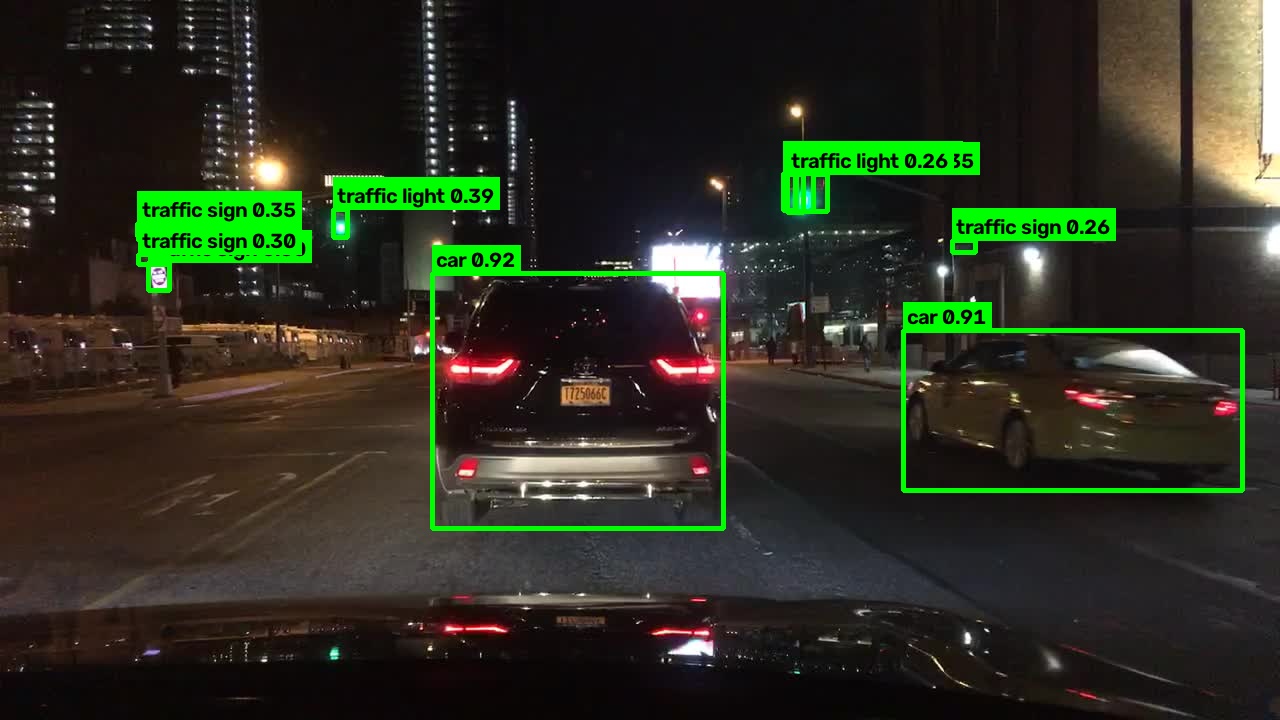 traffic light 0.26
traffic light 0.39
traffic sign 0.35
traffic sign 0.26
traffic sign 0.30
car 0.92
car 0.91
T725066C